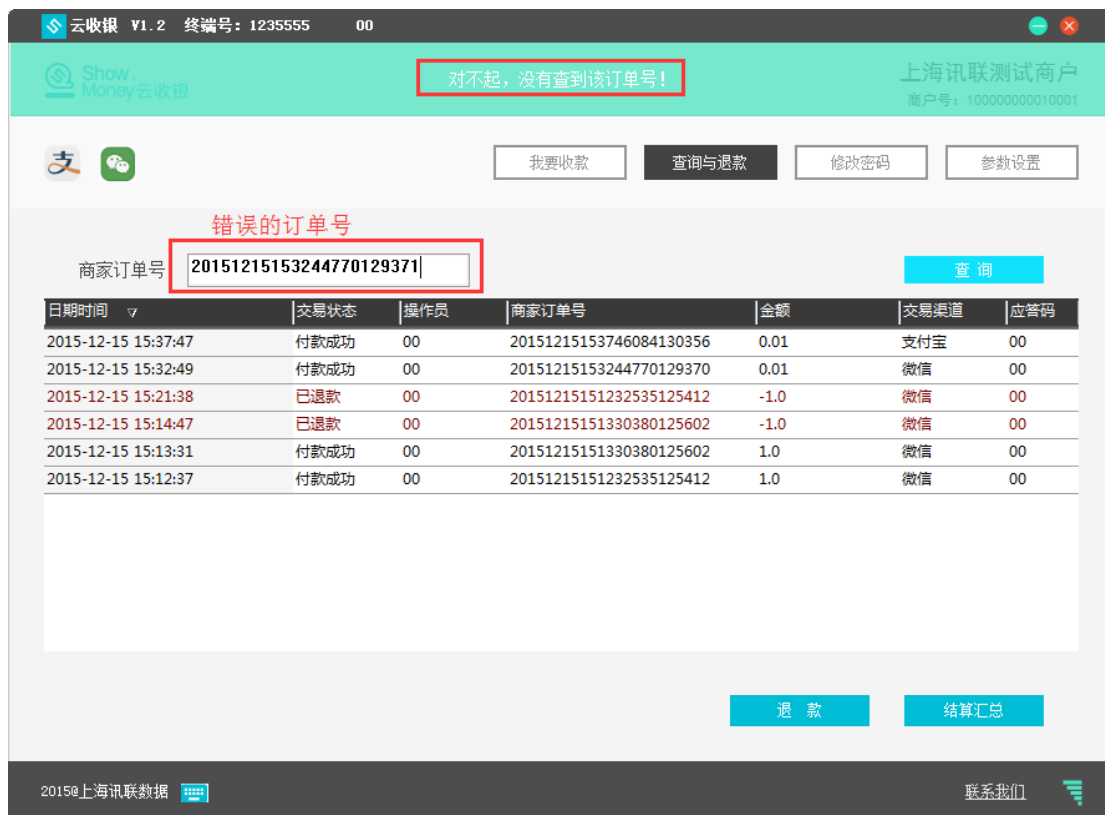 云收银 V1.2 终端号：1235555 00
Show.
Money云收银
对不起，没有查到该订单号！
上海讯联测试商户
商户号：100000000010001
支
我要收款 查询与退款 修改密码 参数设置
错误的订单号
商家订单号 20151215153244770129371 查 询
日期时间 交易状态 操作员 商家订单号 金额 交易渠道 应答码
2015-12-15 15:37:47 付款成功 00 20151215153746084130356 0.01 支付宝 00
2015-12-15 15:32:49 付款成功 00 20151215153244770129370 0.01 微信 00
2015-12-15 15:21:38 已退款 00 20151215151232535125412 -1.0 微信 00
2015-12-15 15:14:47 已退款 00 20151215151330380125602 -1.0 微信 00
2015-12-15 15:13:31 付款成功 00 20151215151330380125602 1.0 微信 00
2015-12-15 15:12:37 付款成功 00 20151215151232535125412 1.0 微信 00
退 款 结算汇总
2015@上海讯联数据 联系我们